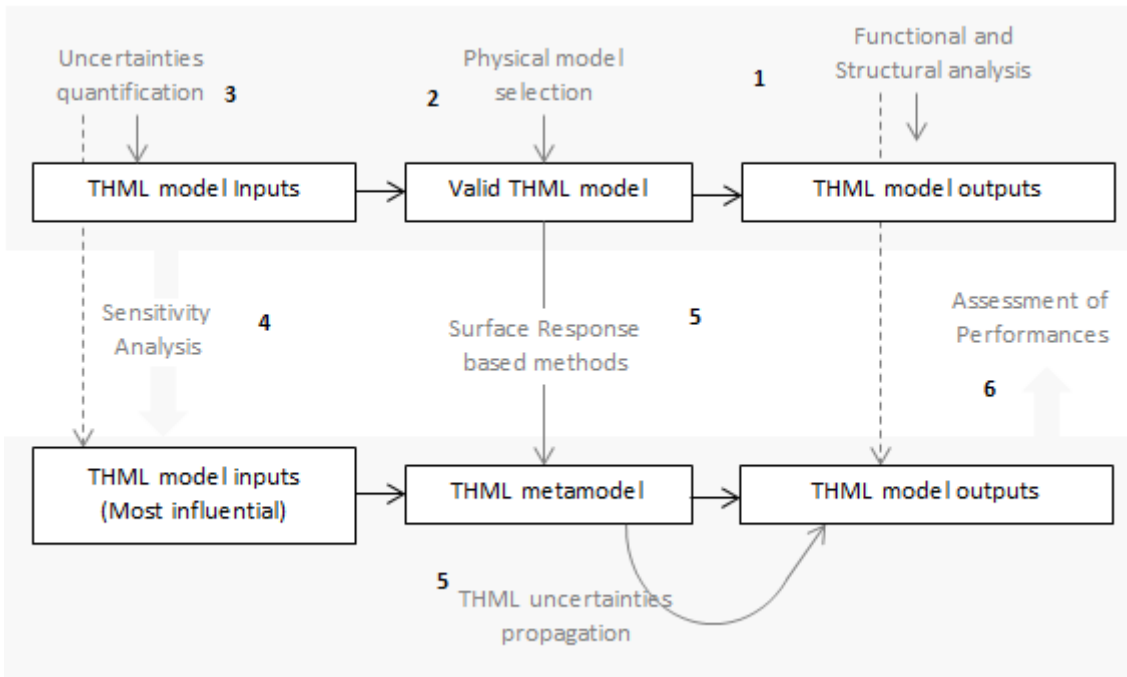 Uncertainties
quantification
3
Physical model
selection
2
Functional and
Structural analysis
1
THML model Inputs
Valid THML model
THML model outputs
Sensitivity
Analysis
4
Surface Response
based methods
5
Assessment of
Performances
6
THML model inputs
(Most influential)
THML metamodel
THML model outputs
5
THML uncertainties
propagation